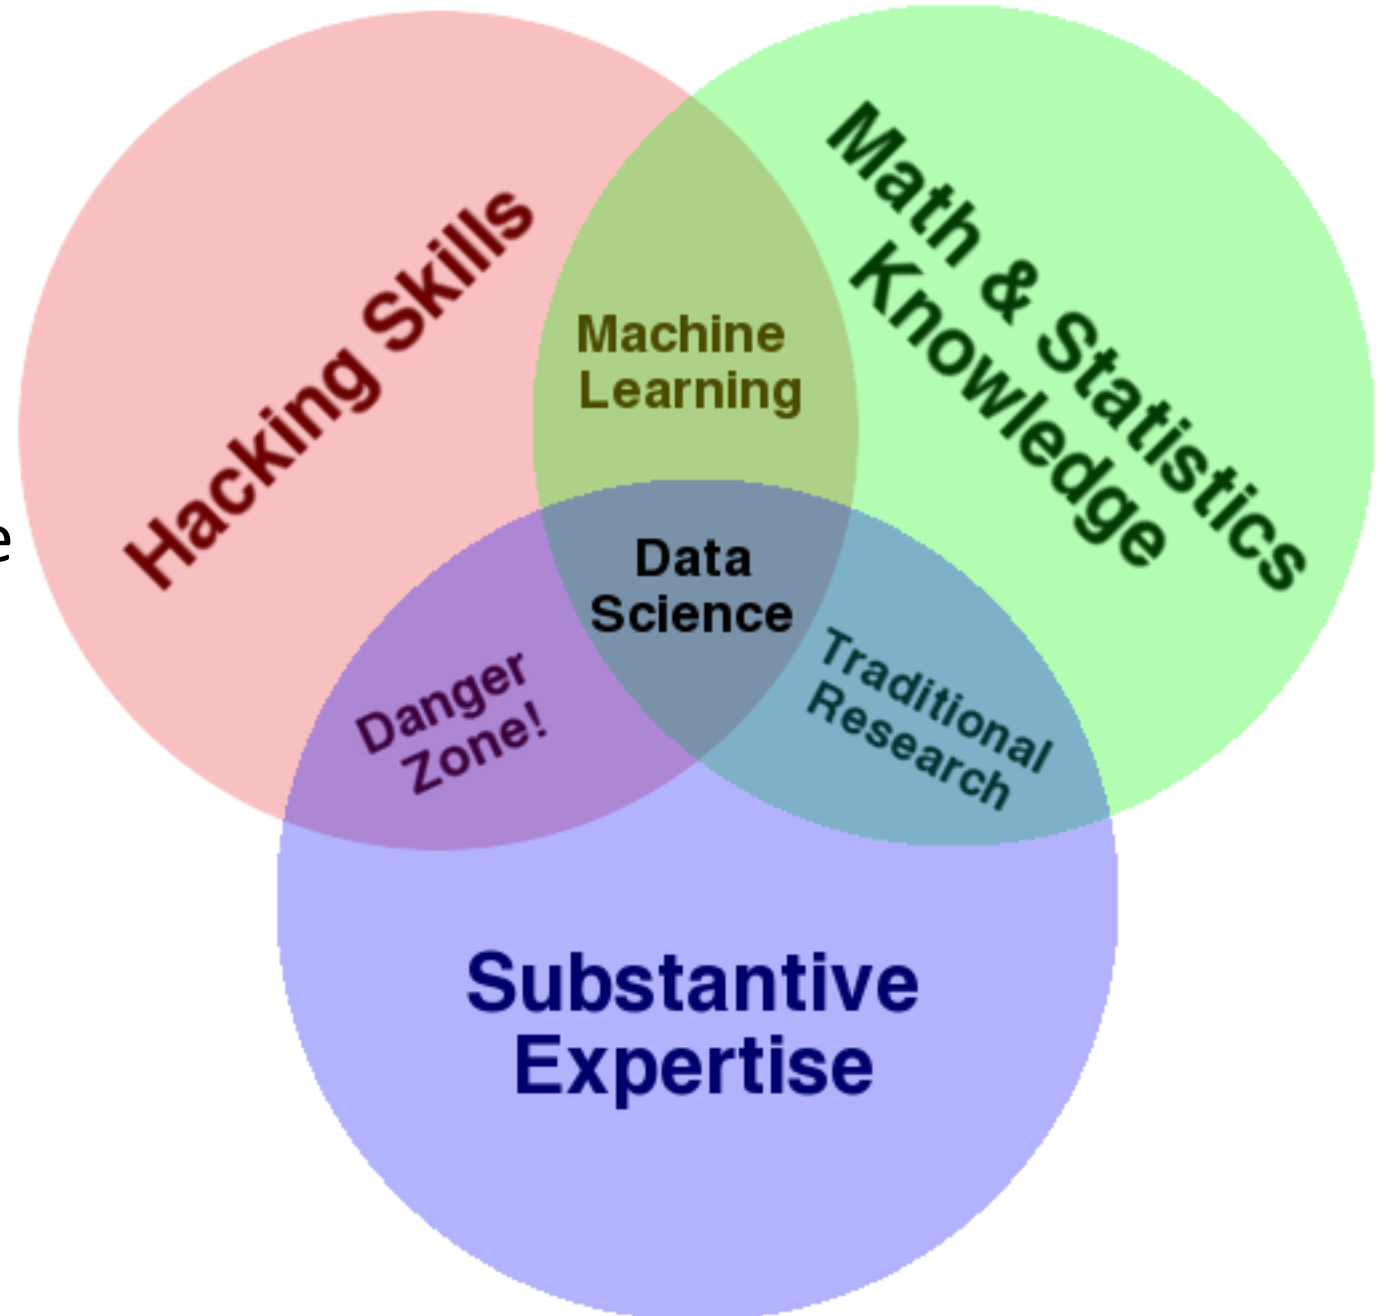 Hacking Skills
Math & Statistics
Knowledge
Machine
Learning
e
Data
Science
Danger
Zone!
Traditional
Research
Substantive
Expertise